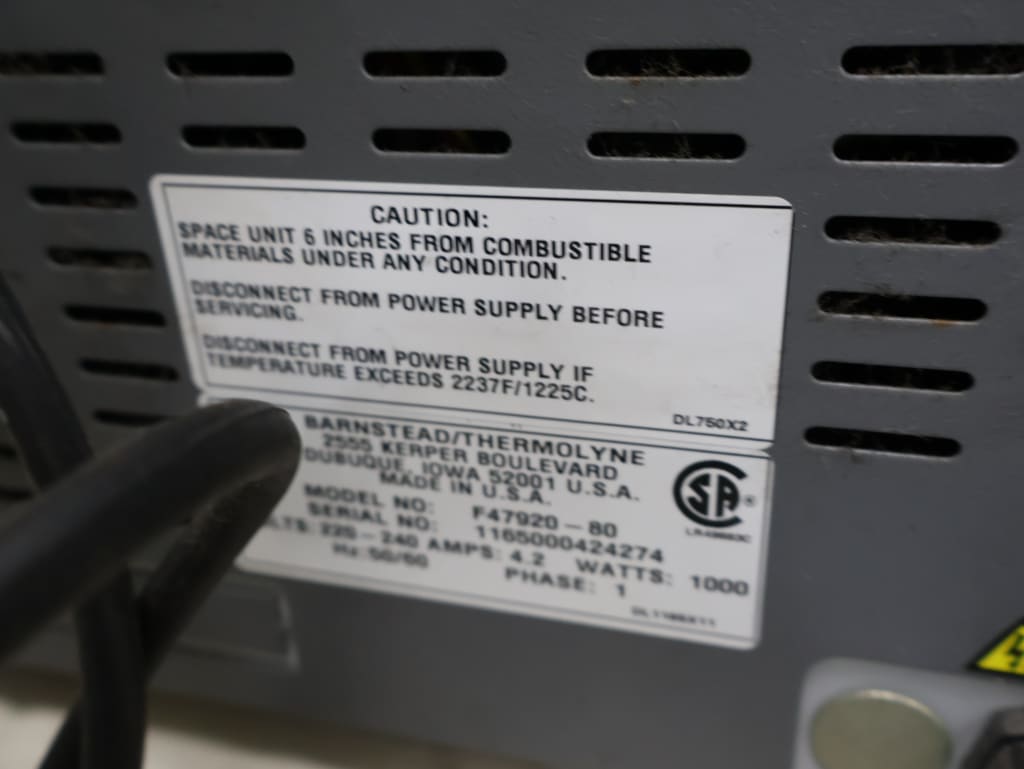 CAUTION:
SPACE UNIT 6 INCHES FROM COMBUSTIBLE
MATERIALS UNDER ANY CONDITION.
DISCONNECT FROM POWER SUPPLY BEFORE
SERVICING.
DISCONNECT FROM POWER SUPPLY IF
TEMPERATURE EXCEEDS 2237F/1225C.
DL750X2
BARNSTEAD/THERMOLYNE
2555 KERPER BOULEVARD
DUBUQUE, IOWA 52001 U.S.A.
MADE IN U.S.A.
MODEL NO: F47920-80
SERIAL NO: 1165000424274
220-240 AMPS: 4.2 WATTS: 1000
Hz: 50/60 PHASE: 1
SA ®